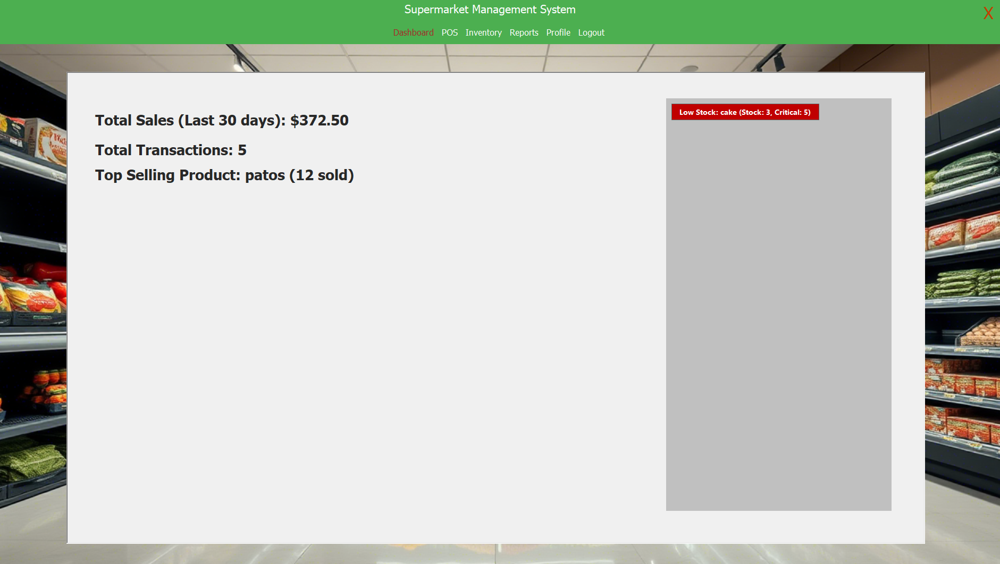 Supermarket Management System
X
Dashboard POS Inventory Reports Profile Logout
Total Sales (Last 30 days): $372.50
Total Transactions: 5
Top Selling Product: patos (12 sold)
Low Stock: cake (Stock: 3, Critical: 5)